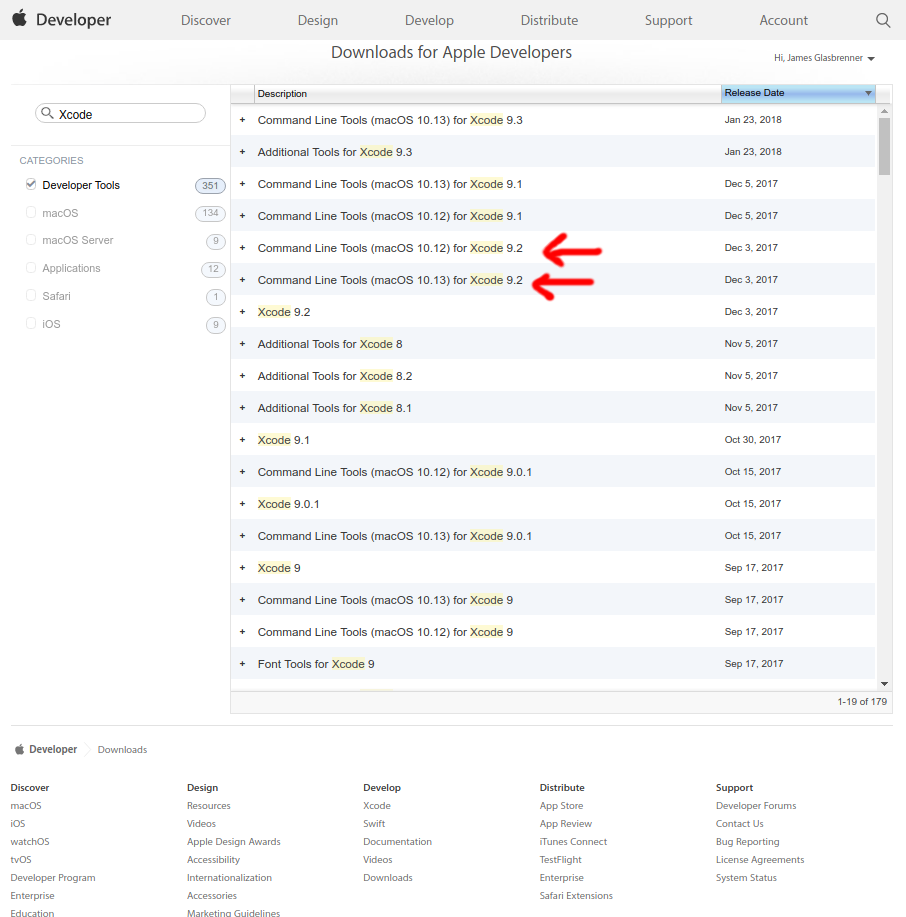 Developer Discover Design Develop Distribute Support Account
Downloads for Apple Developers
Hi, James Glasbrenner
Xcode
CATEGORIES
Developer Tools 351
macOS 134
macOS Server 9
Applications 12
Safari 1
iOS 9
Description Release Date
+ Command Line Tools (macOS 10.13) for Xcode 9.3 Jan 23, 2018
+ Additional Tools for Xcode 9.3 Jan 23, 2018
+ Command Line Tools (macOS 10.13) for Xcode 9.1 Dec 5, 2017
+ Command Line Tools (macOS 10.12) for Xcode 9.1 Dec 5, 2017
+ Command Line Tools (macOS 10.12) for Xcode 9.2 Dec 3, 2017
+ Command Line Tools (macOS 10.13) for Xcode 9.2 Dec 3, 2017
+ Xcode 9.2 Dec 3, 2017
+ Additional Tools for Xcode 8 Nov 5, 2017
+ Additional Tools for Xcode 8.2 Nov 5, 2017
+ Additional Tools for Xcode 8.1 Nov 5, 2017
+ Xcode 9.1 Oct 30, 2017
+ Command Line Tools (macOS 10.12) for Xcode 9.0.1 Oct 15, 2017
+ Xcode 9.0.1 Oct 15, 2017
+ Command Line Tools (macOS 10.13) for Xcode 9.0.1 Oct 15, 2017
+ Xcode 9 Sep 17, 2017
+ Command Line Tools (macOS 10.13) for Xcode 9 Sep 17, 2017
+ Command Line Tools (macOS 10.12) for Xcode 9 Sep 17, 2017
+ Font Tools for Xcode 9 Sep 17, 2017
1-19 of 179
Developer Downloads
Discover Design Develop Distribute Support
macOS Resources Xcode App Store Developer Forums
iOS Videos Swift App Review Contact Us
watchOS Apple Design Awards Documentation iTunes Connect Bug Reporting
tvOS Accessibility Videos TestFlight License Agreements
Developer Program Internationalization Downloads Enterprise System Status
Enterprise Accessories Safari Extensions
Education Marketing Guidelines